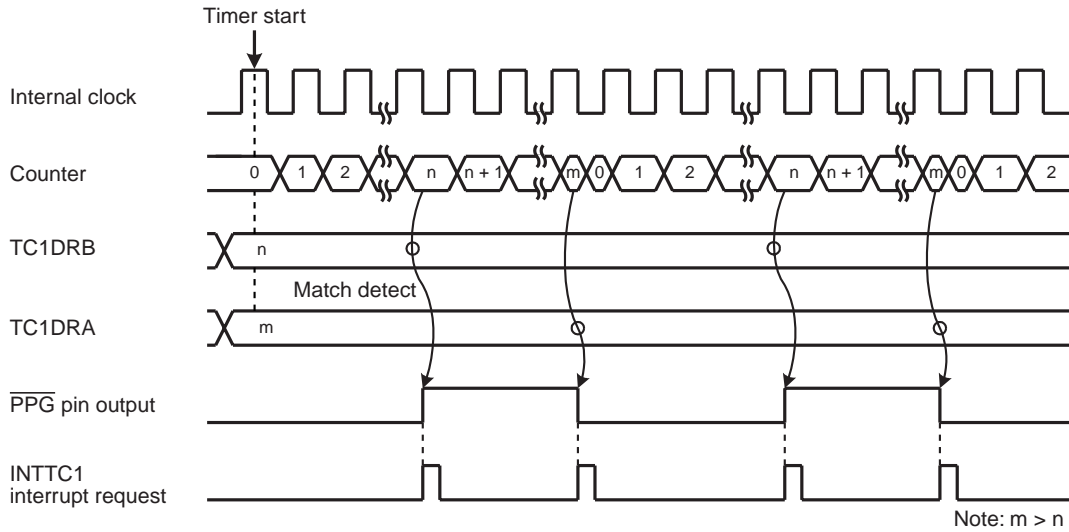 Timer start
Internal clock
Counter
0 1 2 n n + 1 m 0 1 2 n n + 1 m 0 1 2
TC1DRB
n
Match detect
TC1DRA
m
PPG pin output
INTTC1
interrupt request
Note: m > n